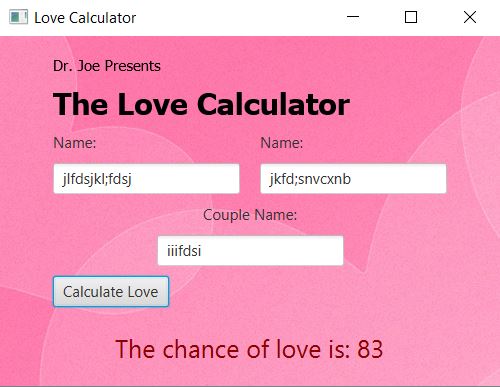 Love Calculator
Dr. Joe Presents
The Love Calculator
Name: Name:
jlfdsjkl;fdsj jkfd;snvcxnb
Couple Name:
iiifdsi
Calculate Love
The chance of love is: 83